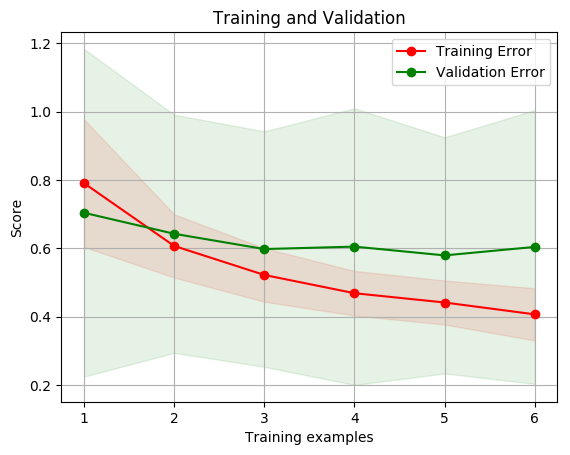 Training and Validation
Training Error
Validation Error
1.2
1.0
0.8
0.6
0.4
0.2
Score
1 2 3 4 5 6
Training examples